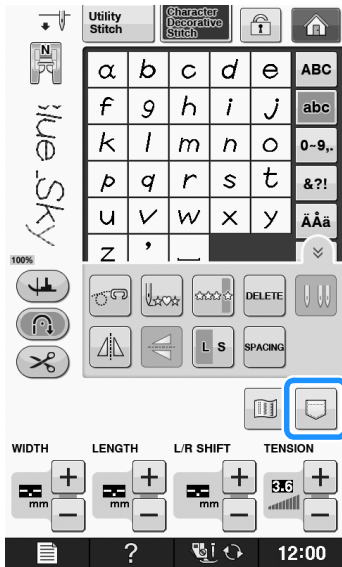 Utility
Stitch
Character
Decorative
Stitch
N
a b c d e ABC
f g h i j abc
k l m n o 0~9,.
p q r s t &?!
u v w x y ÄÅä
z ’ _
Blue_Sky
100%
DELETE
L S SPACING
WIDTH LENGTH L/R SHIFT TENSION
+ + + +
-.-- -.-- -.-- 3.6
mm mm mm
− − − −
? i 12:00